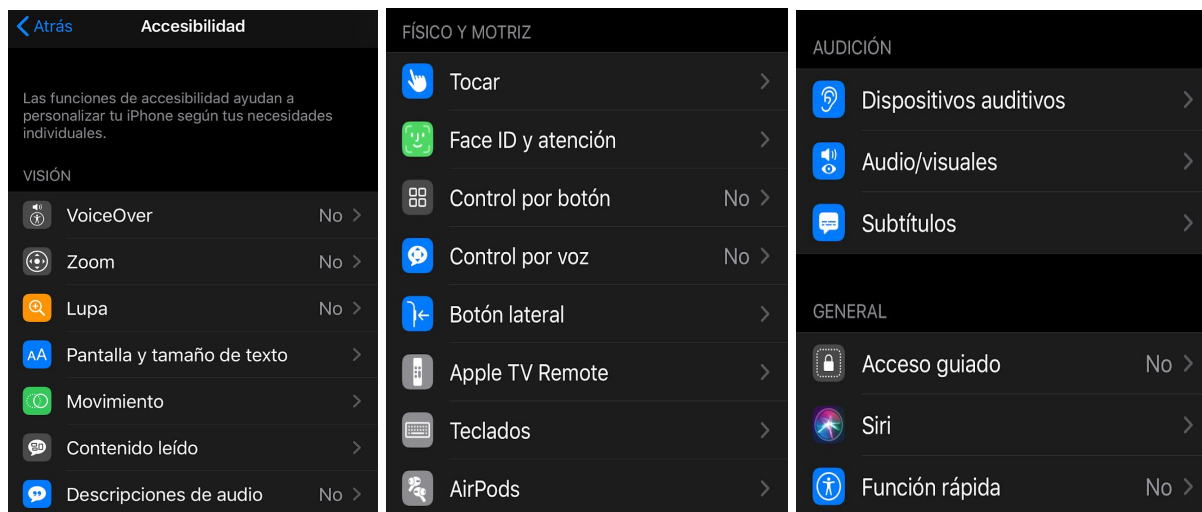 Atrás Accesibilidad
Las funciones de accesibilidad ayudan a
personalizar tu iPhone según tus necesidades
individuales.
VISIÓN
VoiceOver No
Zoom No
Lupa No
AA Pantalla y tamaño de texto
Movimiento
Contenido leído
Descripciones de audio No
FÍSICO Y MOTRIZ
Tocar
Face ID y atención
Control por botón No
Control por voz No
Botón lateral
Apple TV Remote
Teclados
AirPods
AUDICIÓN
Dispositivos auditivos
Audio/visuales
Subtítulos
GENERAL
Acceso guiado No
Siri
Función rápida No